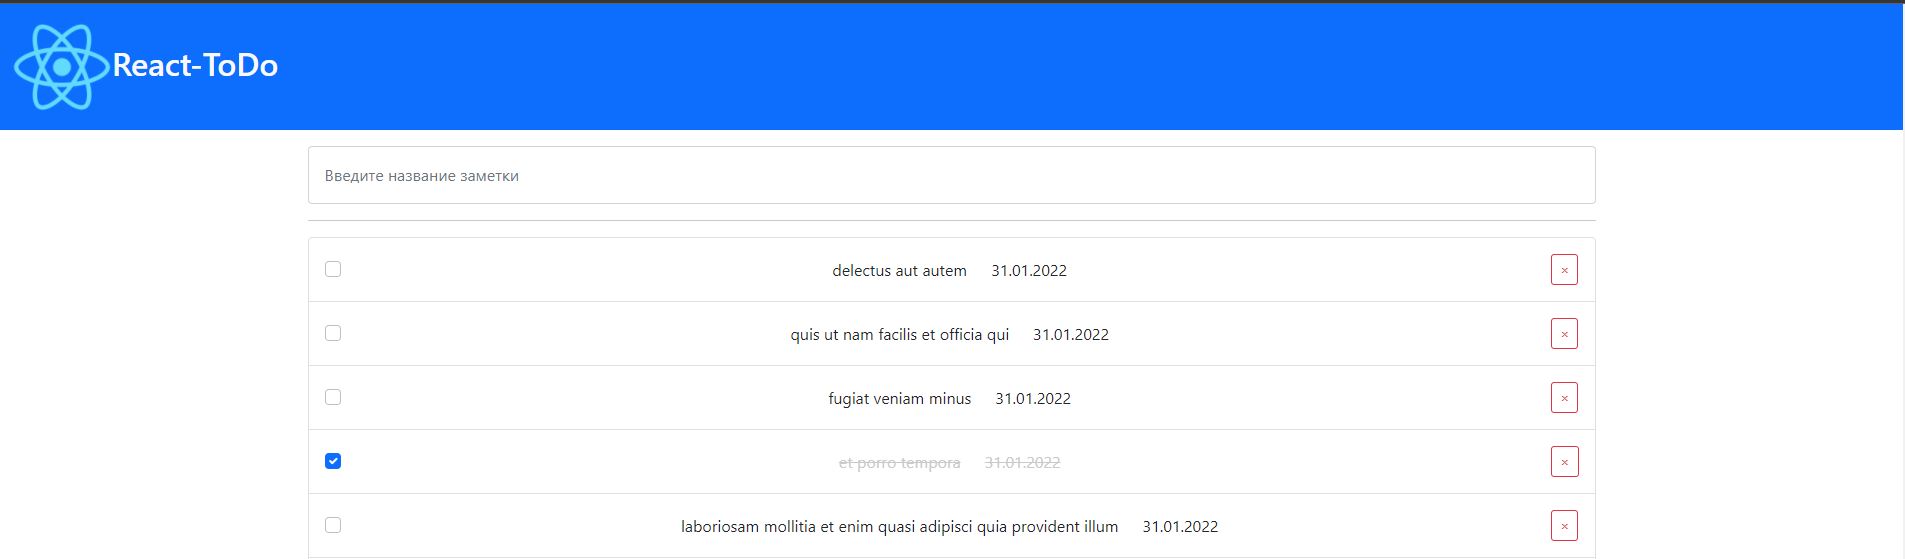 React-ToDo
Введите название заметки
delectus aut autem 31.01.2022 ×
quis ut nam facilis et officia qui 31.01.2022 ×
fugiat veniam minus 31.01.2022 ×
et porro tempora 31.01.2022 ×
laboriosam mollitia et enim quasi adipisci quia provident illum 31.01.2022 ×